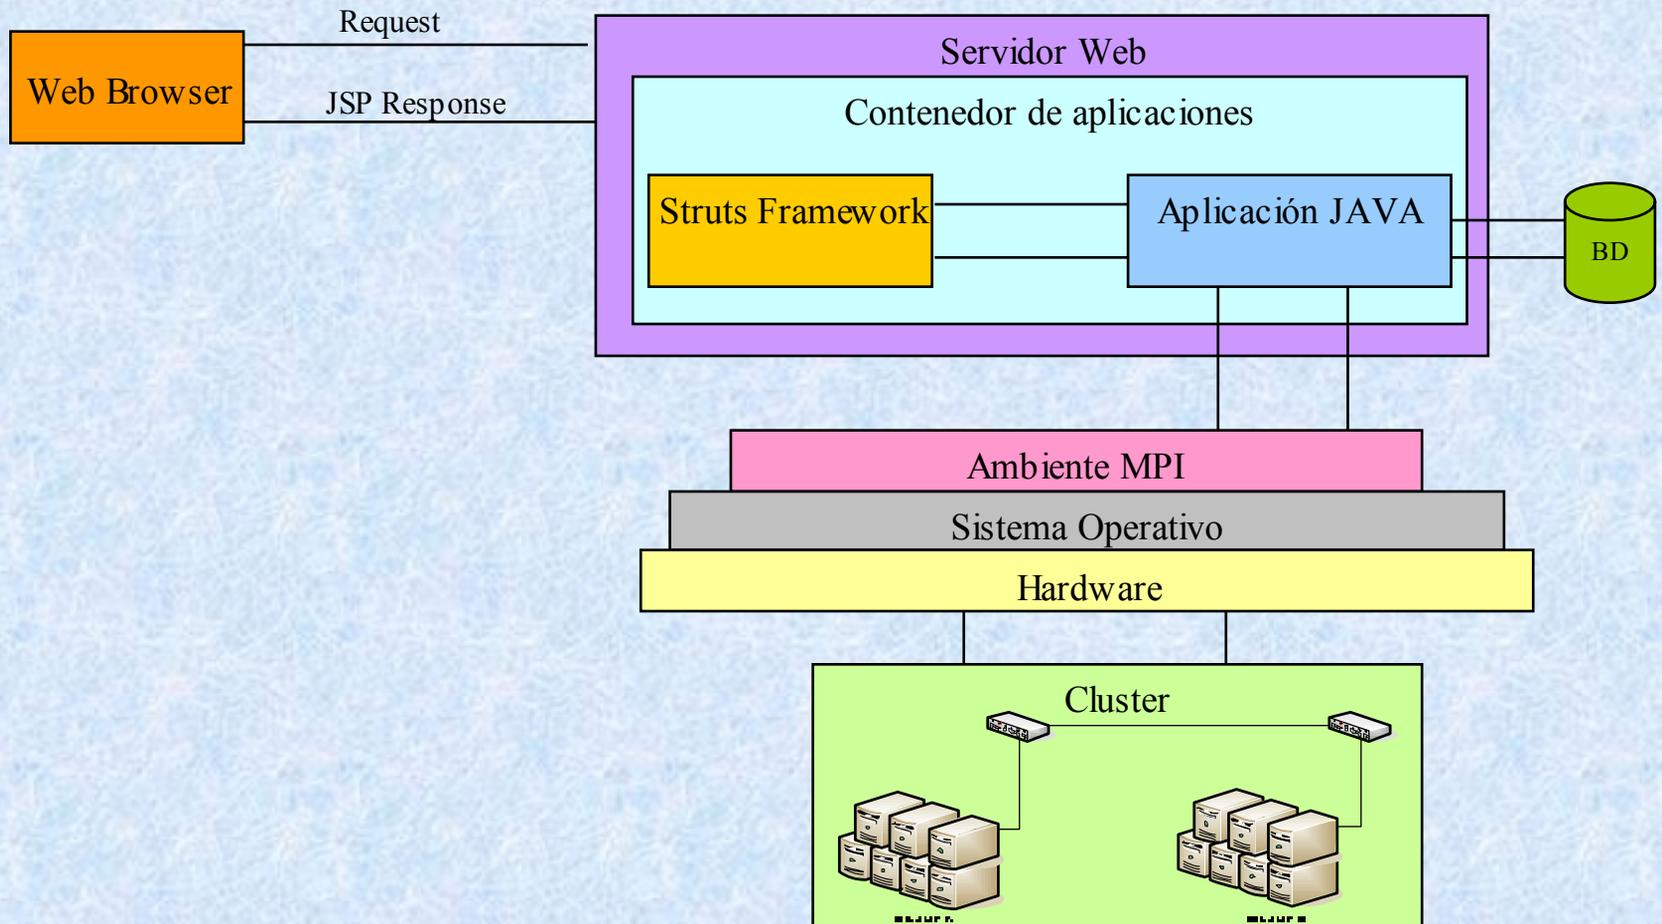 Request
Web Browser
JSP Response
Servidor Web
Contenedor de aplicaciones
Struts Framework
Aplicación JAVA
BD
Ambiente MPI
Sistema Operativo
Hardware
Cluster